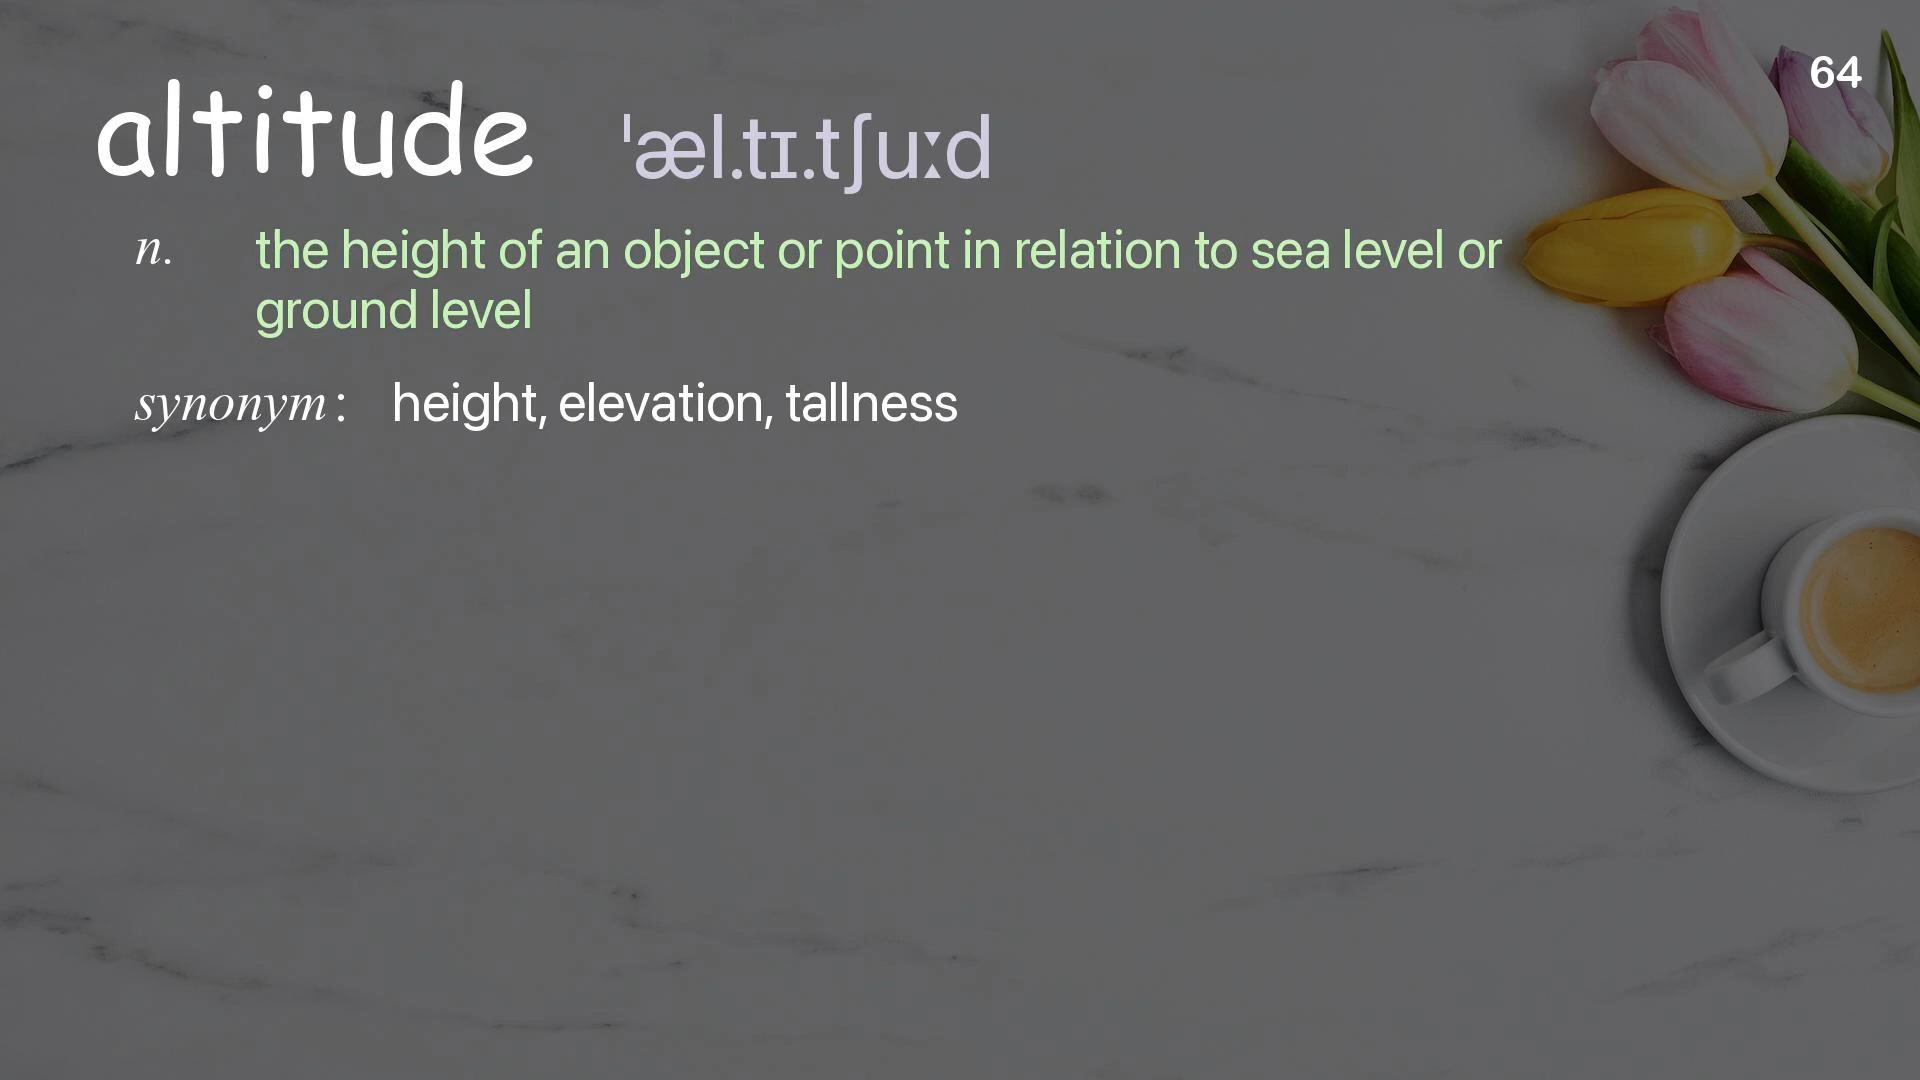 64
altitude ˈæl.tɪ.tʃuːd
n. the height of an object or point in relation to sea level or
ground level
synonym: height, elevation, tallness